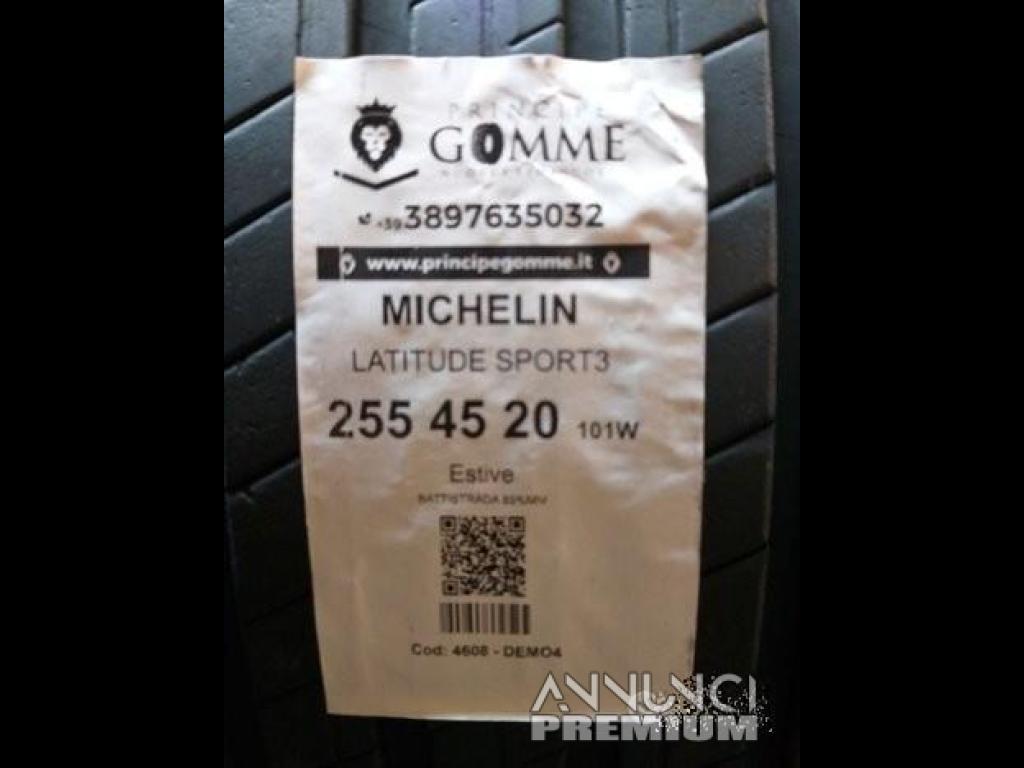 PRINCIPE
GOMME
+39 3897635032
www.principegomme.it
MICHELIN
LATITUDE SPORT3
255 45 20 101W
Estive
BATTISTRADA
Cod: 4608 - DEMO4
ANNUNCI
PREMIUM